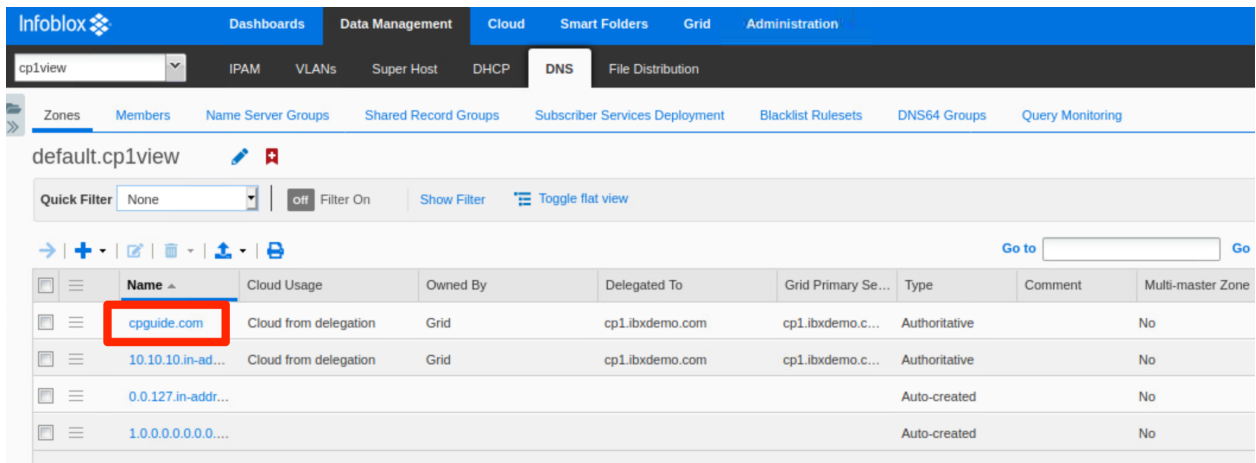 Infoblox Dashboards Data Management Cloud Smart Folders Grid Administration
cp1view IPAM VLANs Super Host DHCP DNS File Distribution
Zones Members Name Server Groups Shared Record Groups Subscriber Services Deployment Blacklist Rulesets DNS64 Groups Query Monitoring
default.cp1view
Quick Filter None Off Filter On Show Filter Toggle flat view
Go to Go
Name Cloud Usage Owned By Delegated To Grid Primary Se... Type Comment Multi-master Zone
cpguide.com Cloud from delegation Grid cp1.ibxdemo.com cp1.ibxdemo.c... Authoritative No
10.10.10.in-ad... Cloud from delegation Grid cp1.ibxdemo.com cp1.ibxdemo.c... Authoritative No
0.0.127.in-addr... Auto-created No
1.0.0.0.0.0.0.... Auto-created No